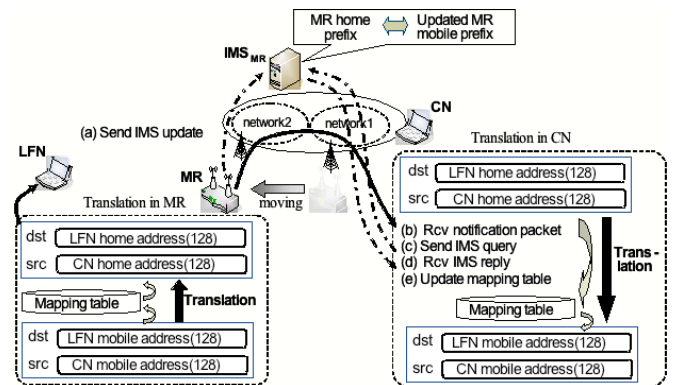 MR home prefix
Updated MR mobile prefix
IMS MR
CN
network2
network1
(a) Send IMS update
LFN
MR
moving
Translation in MR
dst LFN home address(128)
src CN home address(128)
Mapping table
Translation
dst LFN mobile address(128)
src CN mobile address(128)
Translation in CN
dst LFN home address(128)
src CN home address(128)
(b) Rcv notification packet
(c) Send IMS query
(d) Rcv IMS reply
(e) Update mapping table
Trans -
lation
Mapping table
dst LFN mobile address(128)
src CN mobile address(128)